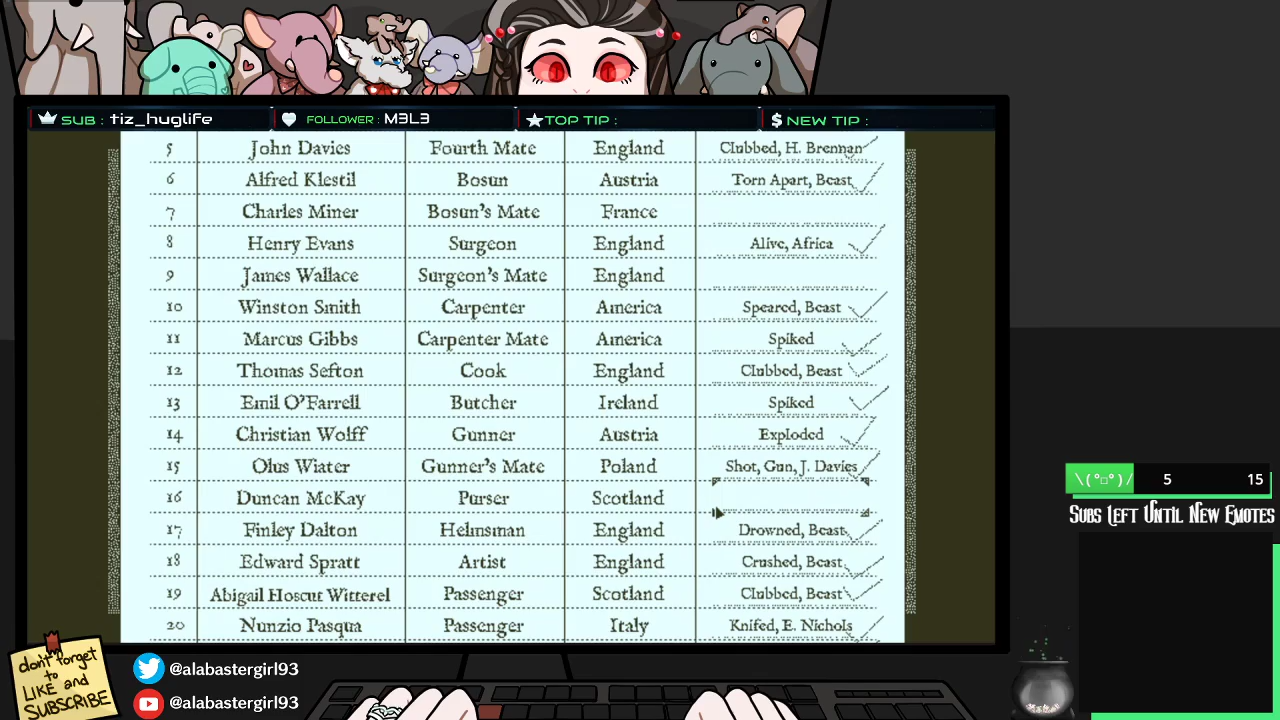 SUB : tiz_huglife
FOLLOWER : M3L3
TOP TIP :
$ NEW TIP :
5 John Davies Fourth Mate England Clubbed, H. Brennan
6 Alfred Klestil Bosun Austria Torn Apart, Beast
7 Charles Miner Bosun's Mate France
8 Henry Evans Surgeon England Alive, Africa
9 James Wallace Surgeon's Mate England
10 Winston Smith Carpenter America Speared, Beast
11 Marcus Gibbs Carpenter Mate America Spiked
12 Thomas Sefton Cook England Clubbed, Beast
13 Emil O'Farrell Butcher Ireland Spiked
14 Christian Wolff Gunner Austria Exploded
15 Olus Wiater Gunner's Mate Poland Shot, Gun, J. Davies
16 Duncan McKay Purser Scotland
17 Finley Dalton Helmsman England Drowned, Beast
18 Edward Spratt Artist England Crushed, Beast
19 Abigail Hoscut Witterel Passenger Scotland Clubbed, Beast
20 Nunzio Pasqua Passenger Italy Knifed, E. Nichols
\(°□°)/ 5 15
Subs Left Until New Emotes
don't forget
to
LIKE and
SUBSCRIBE
@alabastergirl93
@alabastergirl93